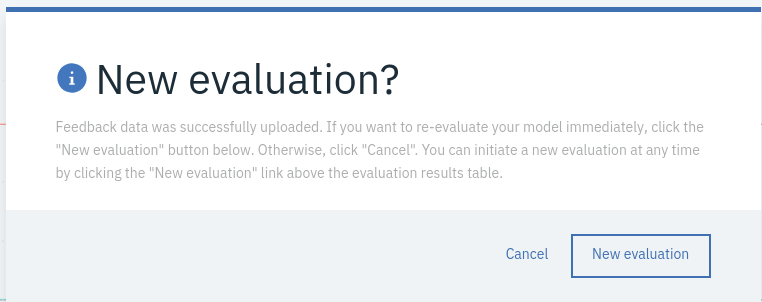 New evaluation?
Feedback data was successfully uploaded. If you want to re-evaluate your model immediately, click the
"New evaluation" button below. Otherwise, click "Cancel". You can initiate a new evaluation at any time
by clicking the "New evaluation" link above the evaluation results table.
Cancel New evaluation